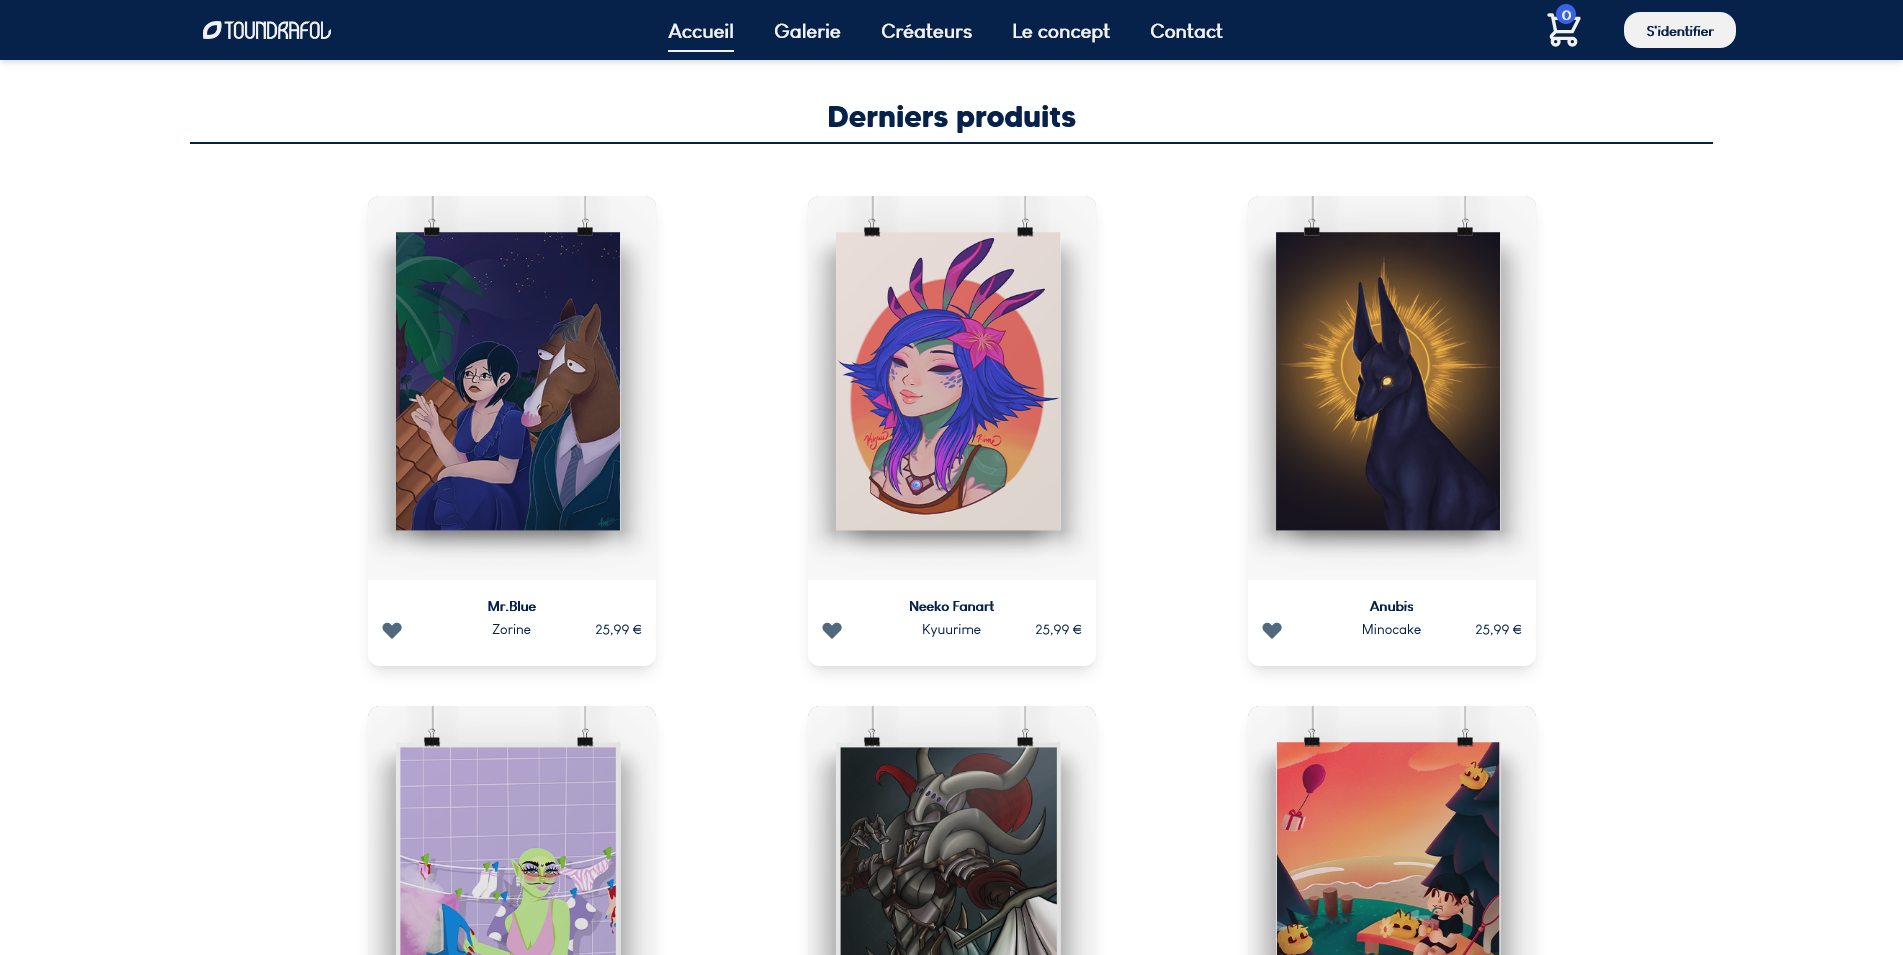 TOUNDRAFOL
Accueil Galerie Créateurs Le concept Contact
0
S'identifier
Derniers produits
Mr.Blue
Zorine 25,99 €
Neeko Fanart
Kyuurime 25,99 €
Anubis
Minocake 25,99 €